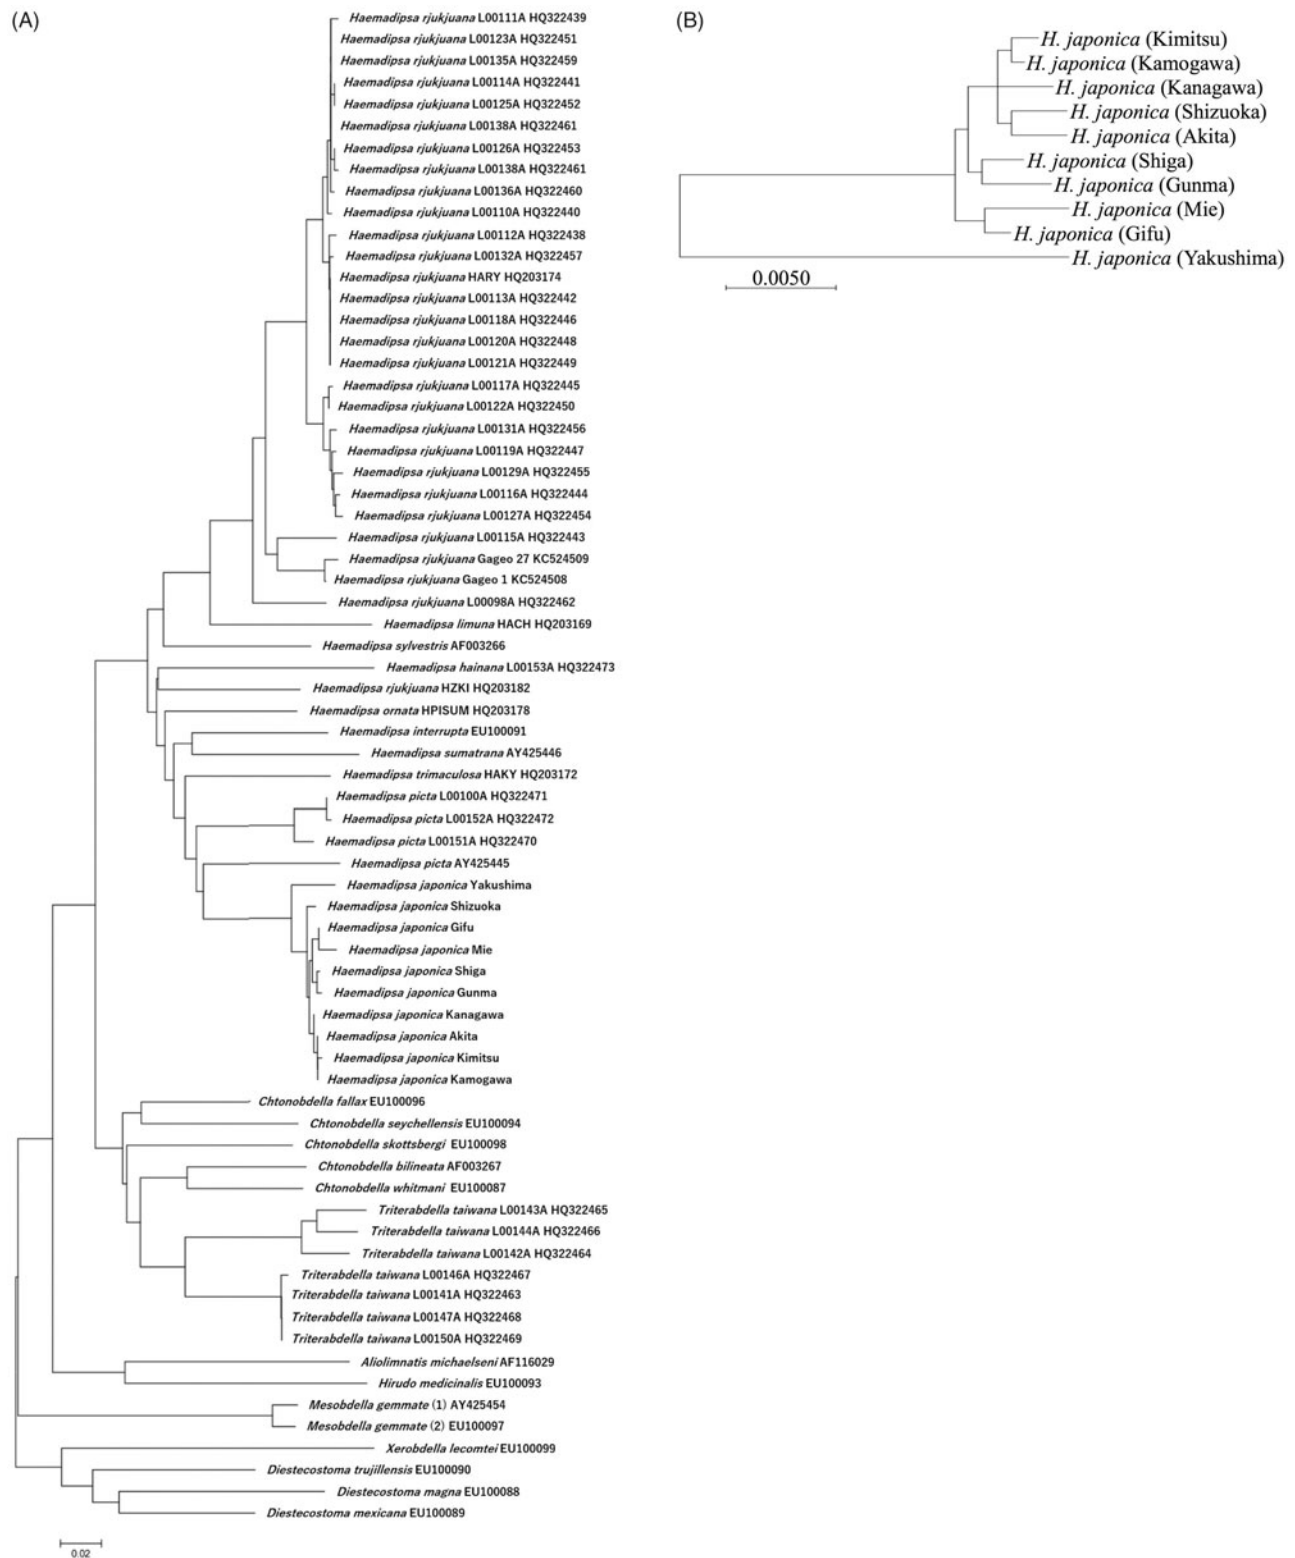 (A)
Haemadipsa rjukjuana L00111A HQ322439
Haemadipsa rjukjuana L00123A HQ322451
Haemadipsa rjukjuana L00135A HQ322459
Haemadipsa rjukjuana L00114A HQ322441
Haemadipsa rjukjuana L00125A HQ322452
Haemadipsa rjukjuana L00138A HQ322461
Haemadipsa rjukjuana L00126A HQ322453
Haemadipsa rjukjuana L00138A HQ322461
Haemadipsa rjukjuana L00136A HQ322460
Haemadipsa rjukjuana L00110A HQ322440
Haemadipsa rjukjuana L00112A HQ322438
Haemadipsa rjukjuana L00132A HQ322457
Haemadipsa rjukjuana HARY HQ203174
Haemadipsa rjukjuana L00113A HQ322442
Haemadipsa rjukjuana L00118A HQ322446
Haemadipsa rjukjuana L00120A HQ322448
Haemadipsa rjukjuana L00121A HQ322449
Haemadipsa rjukjuana L00117A HQ322445
Haemadipsa rjukjuana L00122A HQ322450
Haemadipsa rjukjuana L00131A HQ322456
Haemadipsa rjukjuana L00119A HQ322447
Haemadipsa rjukjuana L00129A HQ322455
Haemadipsa rjukjuana L00116A HQ322444
Haemadipsa rjukjuana L00127A HQ322454
Haemadipsa rjukjuana L00115A HQ322443
Haemadipsa rjukjuana Gageo 27 KC524509
Haemadipsa rjukjuana Gageo 1 KC524508
Haemadipsa rjukjuana L00098A HQ322462
Haemadipsa limuna HACH HQ203169
Haemadipsa sylvestris AF003266
Haemadipsa hainana L00153A HQ322473
Haemadipsa rjukjuana HZKI HQ203182
Haemadipsa ornata HPISUM HQ203178
Haemadipsa interrupta EU100091
Haemadipsa sumatrana AY425446
Haemadipsa trimaculosa HAKY HQ203172
Haemadipsa picta L00100A HQ322471
Haemadipsa picta L00152A HQ322472
Haemadipsa picta L00151A HQ322470
Haemadipsa picta AY425445
Haemadipsa japonica Yakushima
Haemadipsa japonica Shizuoka
Haemadipsa japonica Gifu
Haemadipsa japonica Mie
Haemadipsa japonica Shiga
Haemadipsa japonica Gunma
Haemadipsa japonica Kanagawa
Haemadipsa japonica Akita
Haemadipsa japonica Kimitsu
Haemadipsa japonica Kamogawa
Chtonobdella fallax EU100096
Chtonobdella seychellensis EU100094
Chtonobdella skottsbergi EU100098
Chtonobdella bilineata AF003267
Chtonobdella whitmani EU100087
Triterabdella taiwana L00143A HQ322465
Triterabdella taiwana L00144A HQ322466
Triterabdella taiwana L00142A HQ322464
Triterabdella taiwana L00146A HQ322467
Triterabdella taiwana L00141A HQ322463
Triterabdella taiwana L00147A HQ322468
Triterabdella taiwana L00150A HQ322469
Aliolimnatis michaelseni AF116029
Hirudo medicinalis EU100093
Mesobdella gemmate (1) AY425454
Mesobdella gemmate (2) EU100097
Xerobdella lecomtei EU100099
Diestecostoma trujillensis EU100090
Diestecostoma magna EU100088
Diestecostoma mexicana EU100089
0.02
(B)
H. japonica (Kimitsu)
H. japonica (Kamogawa)
H. japonica (Kanagawa)
H. japonica (Shizuoka)
H. japonica (Akita)
H. japonica (Shiga)
H. japonica (Gunma)
H. japonica (Mie)
H. japonica (Gifu)
H. japonica (Yakushima)
0.0050